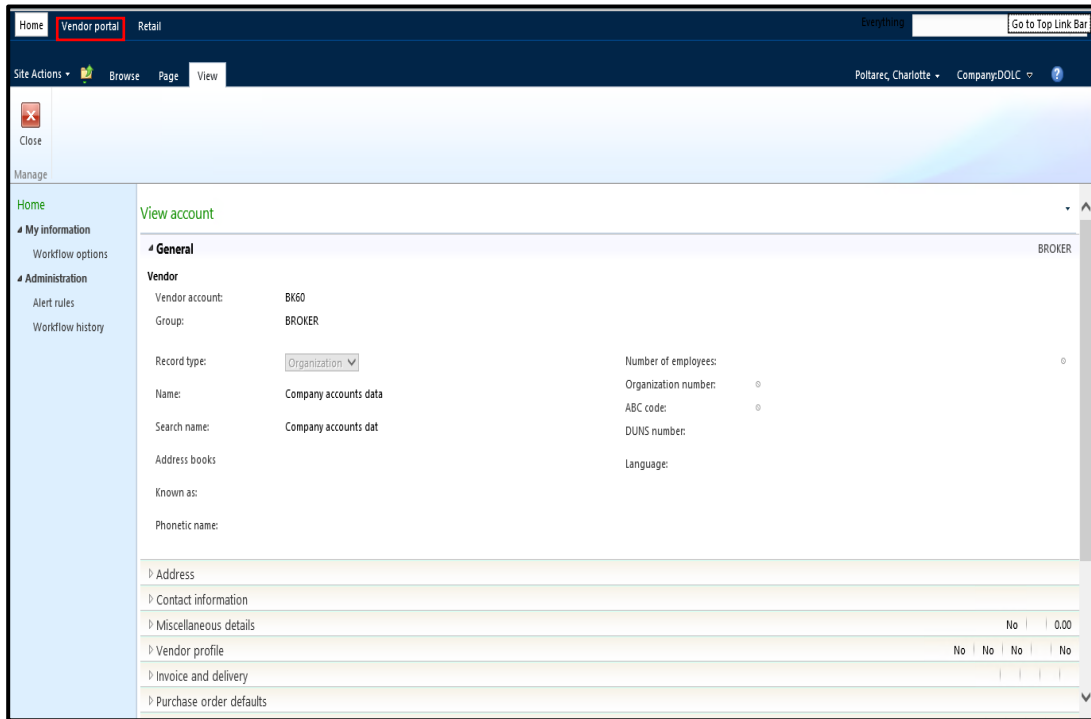 Home Vendor portal Retail Everything Go to Top Link Bar
Site Actions Browse Page View Poltarec, Charlotte Company:DOLC ?
Close
Manage
Home
My information
Workflow options
Administration
Alert rules
Workflow history
View account
General BROKER
Vendor
Vendor account: BK60
Group: BROKER
Record type: Organization Number of employees: 0
Organization number: 0
Name: Company accounts data
ABC code: 0
Search name: Company accounts dat DUNS number:
Address books Language:
Known as:
Phonetic name:
Address
Contact information
Miscellaneous details No 0.00
Vendor profile No No No No
Invoice and delivery
Purchase order defaults